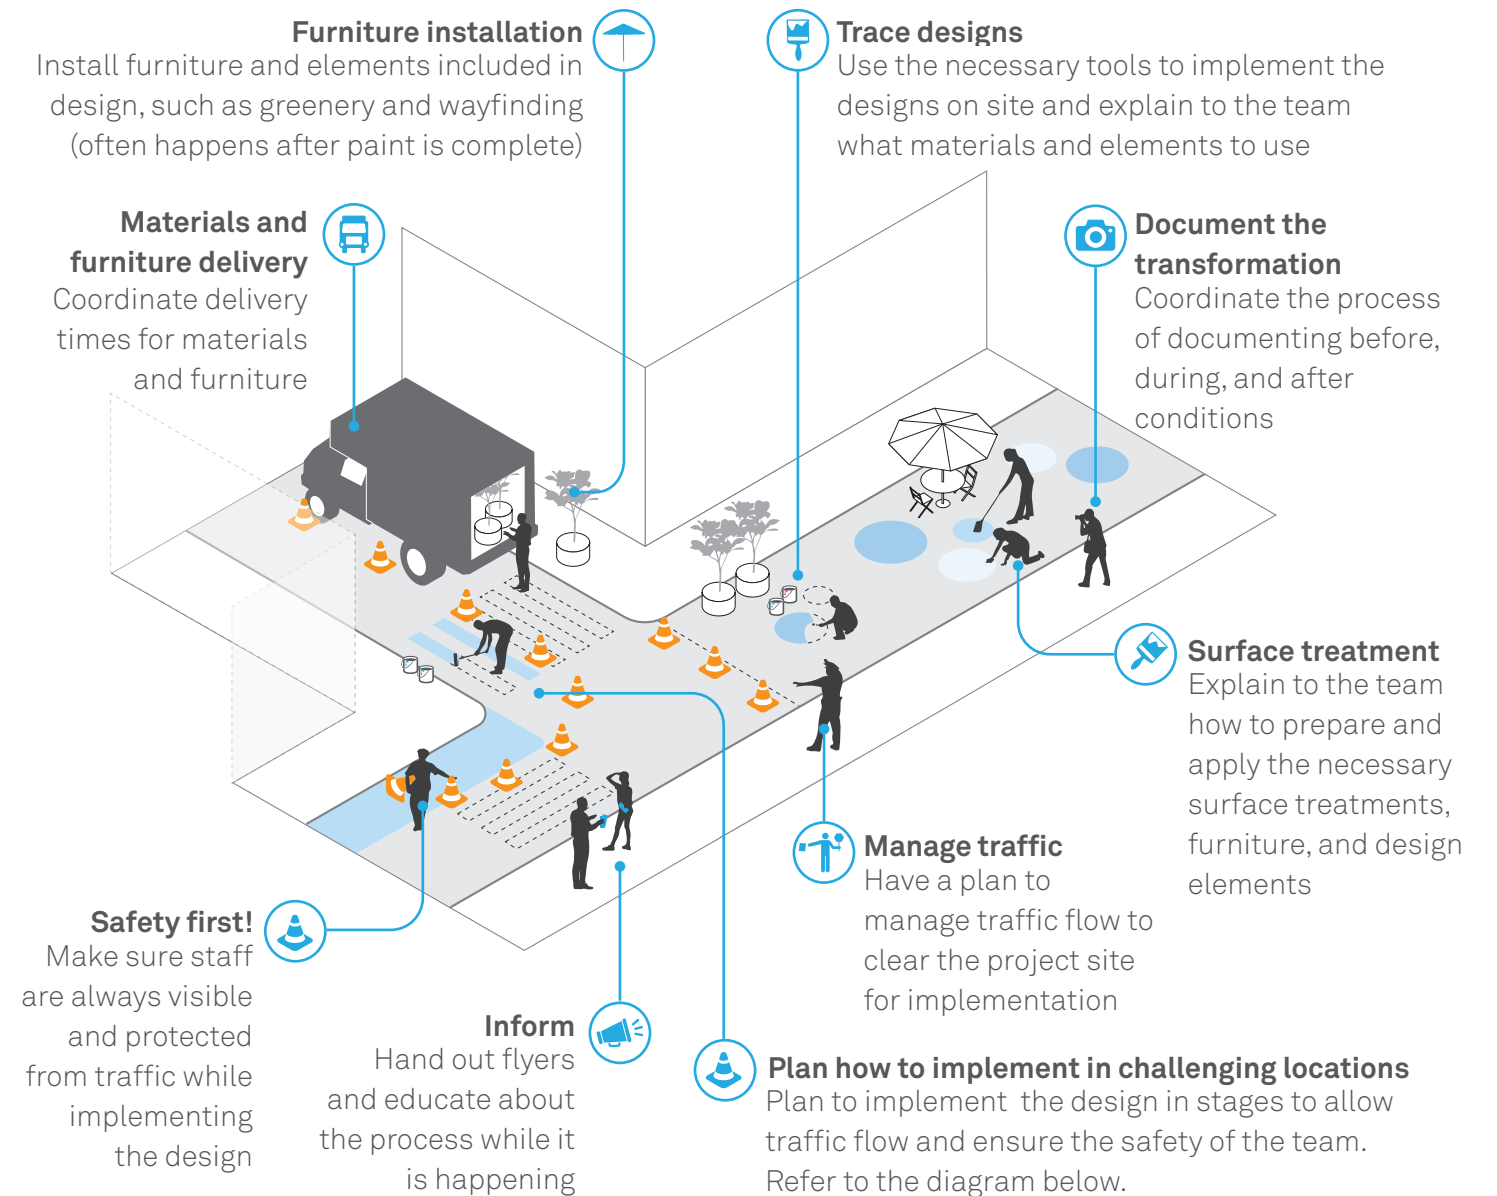 Furniture installation
Install furniture and elements included in
design, such as greenery and wayfinding
(often happens after paint is complete)
Trace designs
Use the necessary tools to implement the
designs on site and explain to the team
what materials and elements to use
Materials and
furniture delivery
Coordinate delivery
times for materials
and furniture
Document the
transformation
Coordinate the process
of documenting before,
during, and after
conditions
Surface treatment
Explain to the team
how to prepare and
apply the necessary
surface treatments,
furniture, and design
elements
Manage traffic
Have a plan to
manage traffic flow to
clear the project site
for implementation
Safety first!
Make sure staff
are always visible
and protected
from traffic while
implementing
the design
Inform
Hand out flyers
and educate about
the process while it
is happening
Plan how to implement in challenging locations
Plan to implement  the design in stages to allow
traffic flow and ensure the safety of the team.
Refer to the diagram below.